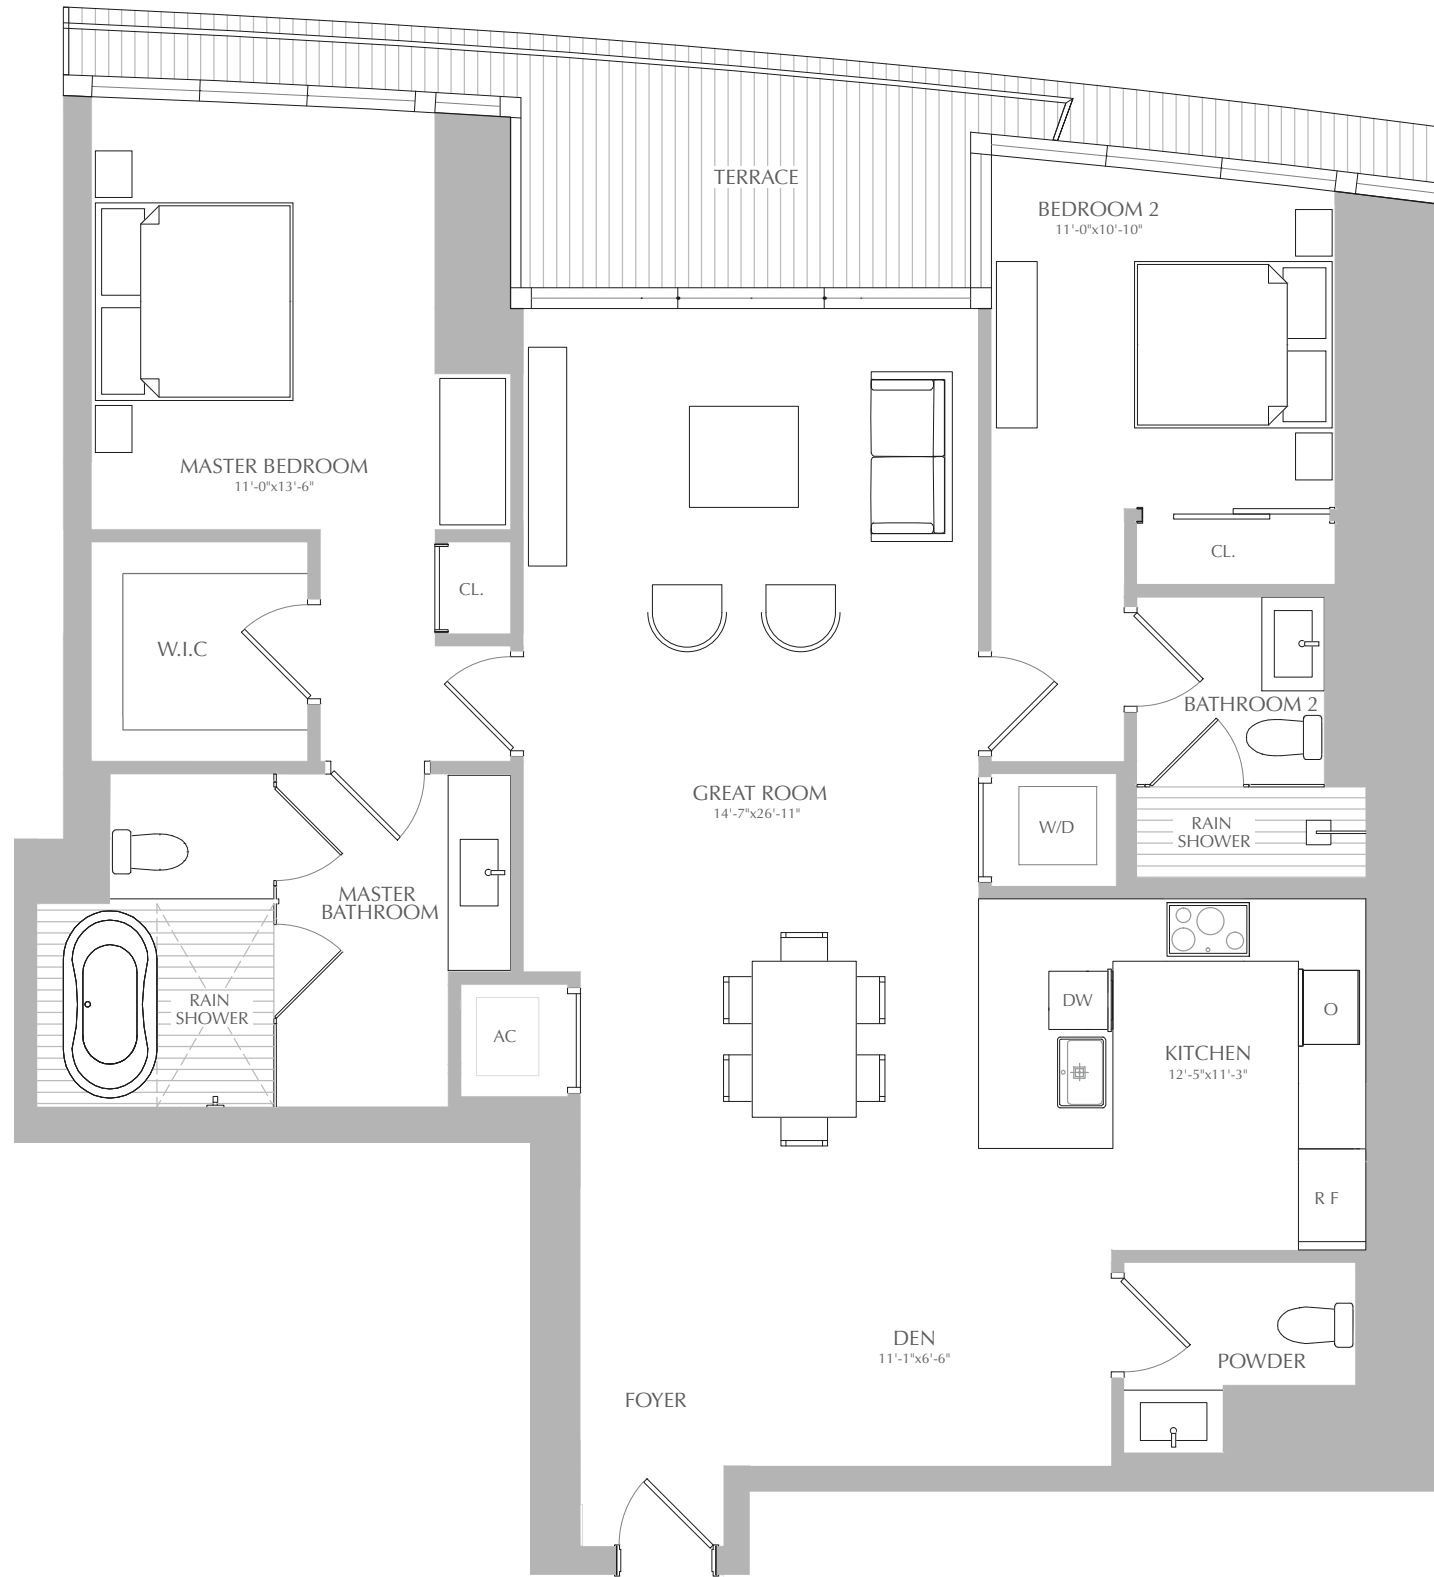 TERRACE
BEDROOM 2
11'-0"x10'-10"
MASTER BEDROOM
11'-0"x13'-6"
CL.
CL.
W.I.C
BATHROOM 2
GREAT ROOM
14'-7"x26'-11"
W/D
RAIN
SHOWER
MASTER
BATHROOM
RAIN
SHOWER
AC
DW
O
KITCHEN
12'-5"x11'-3"
R F
DEN
11'-1"x6'-6"
POWDER
FOYER